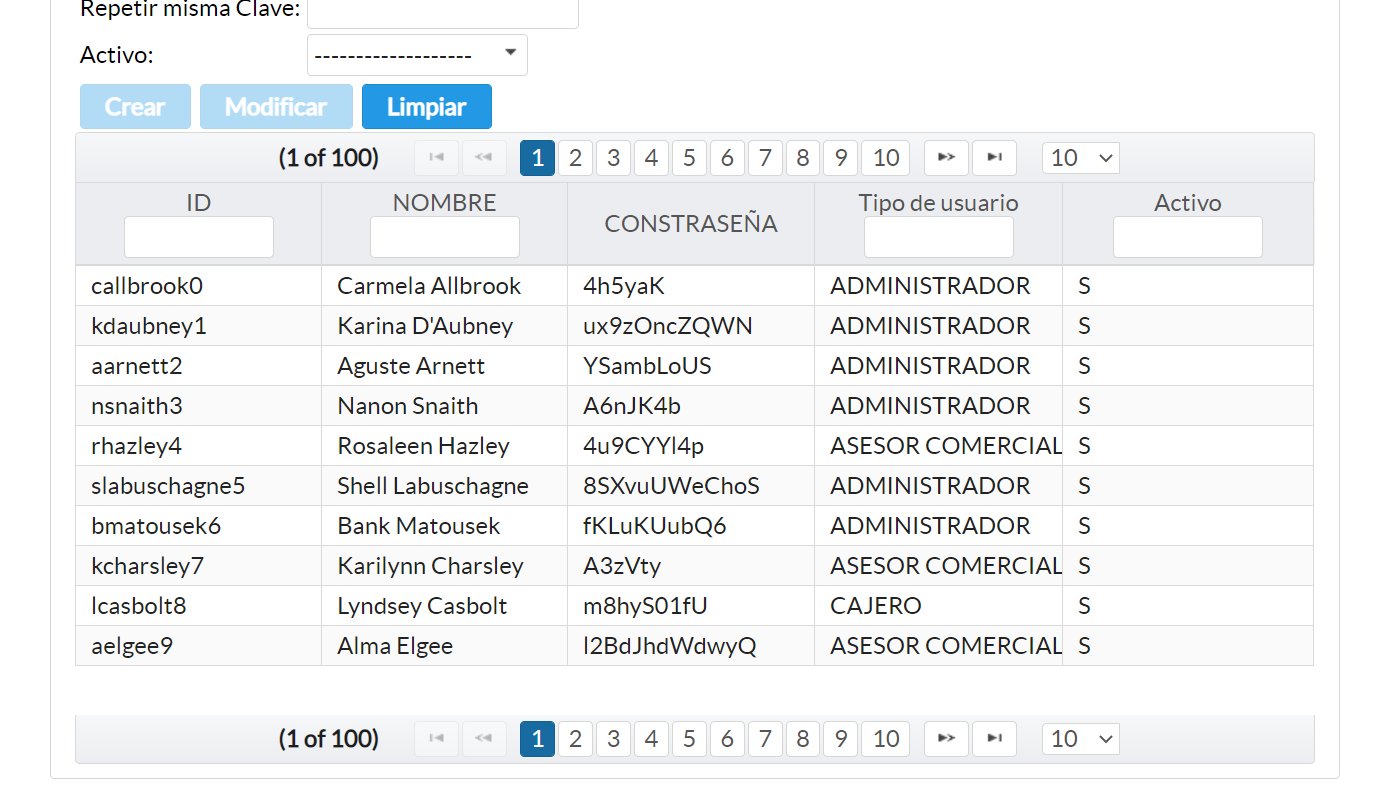 Repetir misma Clave:
Activo: -------------------
Crear Modificar Limpiar
(1 of 100) 1 2 3 4 5 6 7 8 9 10 10
ID NOMBRE CONSTRASEÑA Tipo de usuario Activo
callbrook0 Carmela Allbrook 4h5yaK ADMINISTRADOR S
kdaubney1 Karina D'Aubney ux9zOncZQWN ADMINISTRADOR S
aarnett2 Aguste Arnett YSambLoUS ADMINISTRADOR S
nsnaith3 Nanon Snaith A6nJK4b ADMINISTRADOR S
rhazley4 Rosaleen Hazley 4u9CYYl4p ASESOR COMERCIAL S
slabuschagne5 Shell Labuschagne 8SXvuUWeChoS ADMINISTRADOR S
bmatousek6 Bank Matousek fKLuKUubQ6 ADMINISTRADOR S
kcharsley7 Karilynn Charsley A3zVty ASESOR COMERCIAL S
lcasbolt8 Lyndsey Casbolt m8hyS01fU CAJERO S
aelgee9 Alma Elgee l2BdJhdWdwyQ ASESOR COMERCIAL S
(1 of 100) 1 2 3 4 5 6 7 8 9 10 10